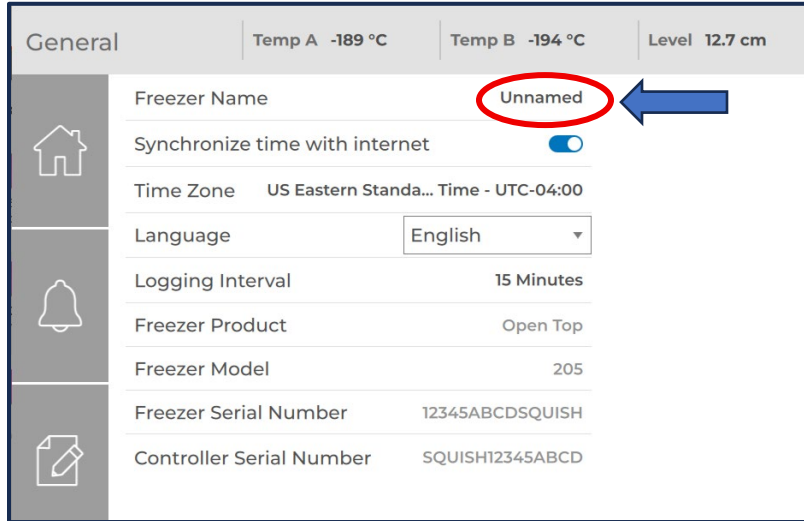 General Temp A -189 °C Temp B -194 °C Level 12.7 cm
Freezer Name Unnamed
Synchronize time with internet
Time Zone US Eastern Standa... Time - UTC-04:00
Language English
Logging Interval 15 Minutes
Freezer Product Open Top
Freezer Model 205
Freezer Serial Number 12345ABCDSQUISH
Controller Serial Number SQUISH12345ABCD